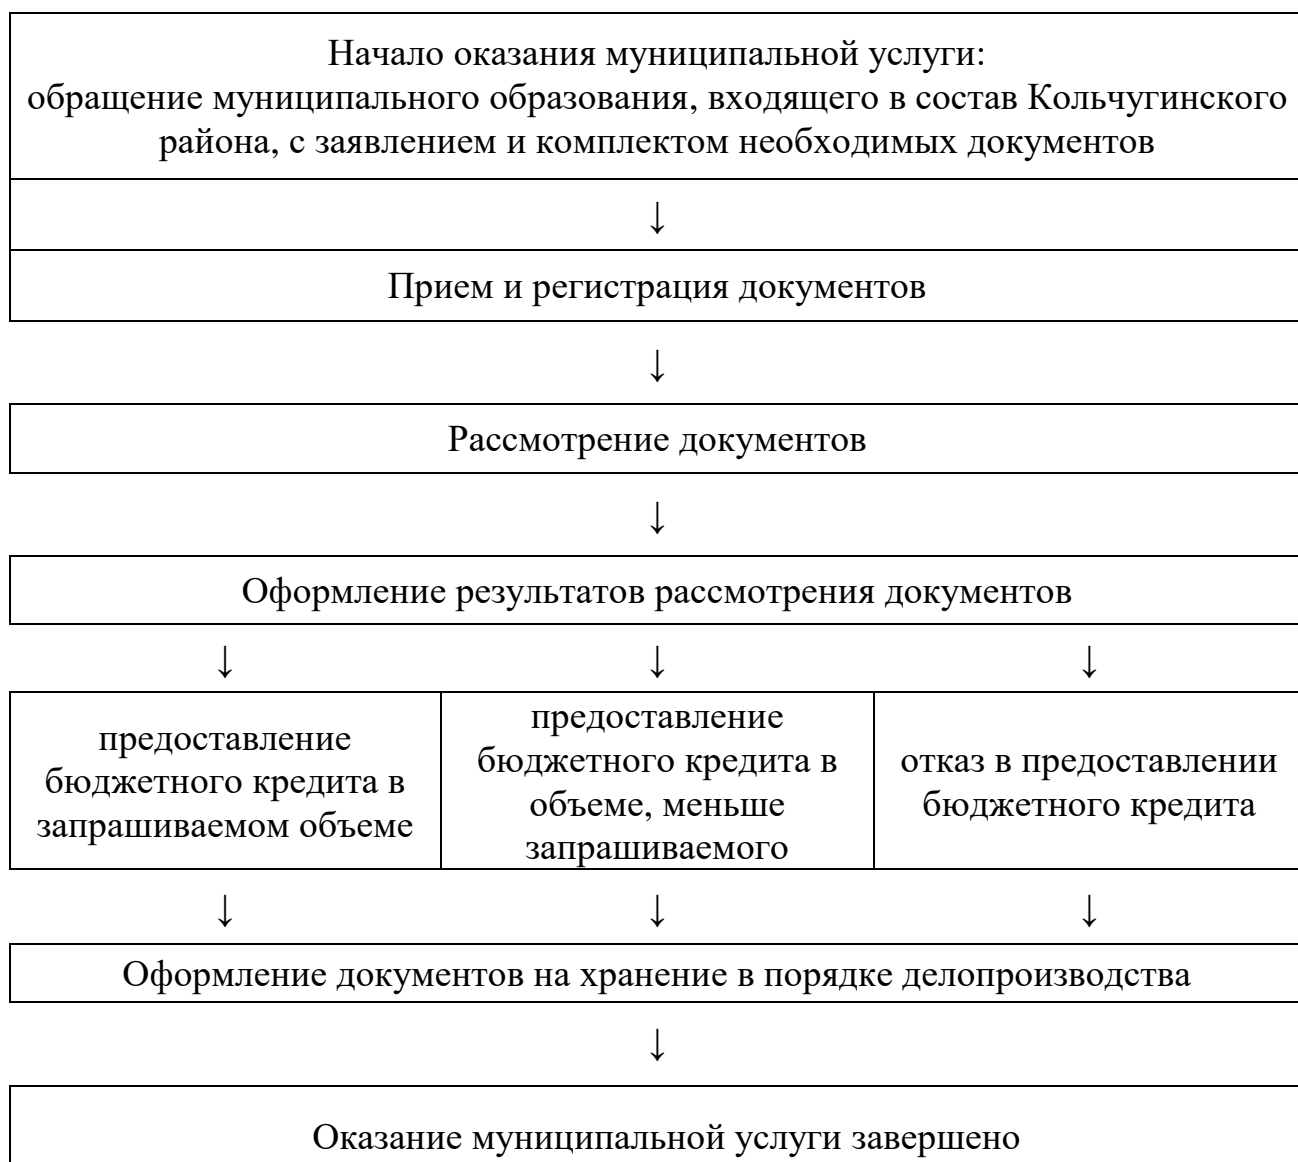 Начало оказания муниципальной услуги:
обращение муниципального образования, входящего в состав Кольчугинского
района, с заявлением и комплектом необходимых документов
↓
Прием и регистрация документов
↓
Рассмотрение документов
↓
Оформление результатов рассмотрения документов
↓ ↓ ↓
предоставление
бюджетного кредита в
запрашиваемом объеме
предоставление
бюджетного кредита в
объеме, меньше
запрашиваемого
отказ в предоставлении
бюджетного кредита
↓ ↓ ↓
Оформление документов на хранение в порядке делопроизводства
↓
Оказание муниципальной услуги завершено